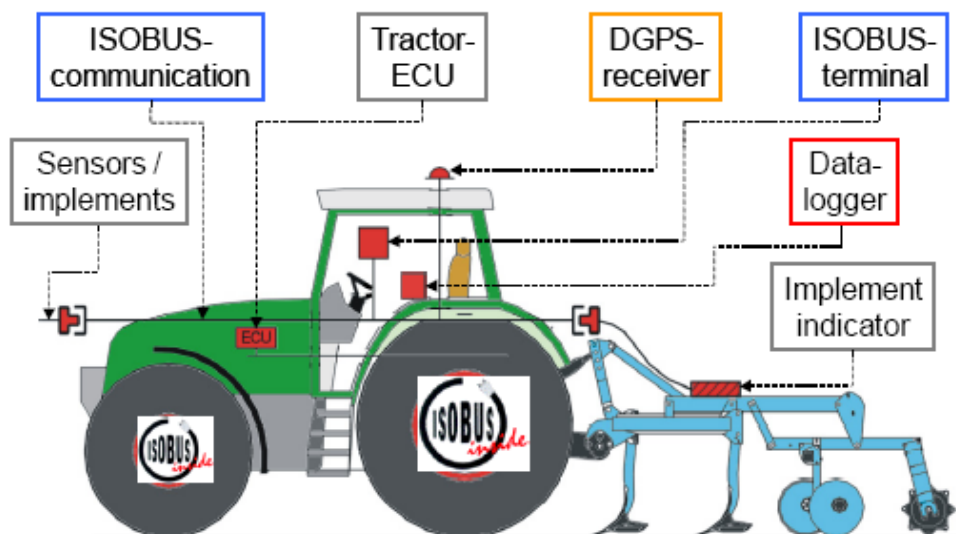 ISOBUS-
communication
Tractor-
ECU
DGPS-
receiver
ISOBUS-
terminal
Sensors /
implements
Data-
logger
Implement
indicator
ECU
ISOBUS
inside
ISOBUS
inside